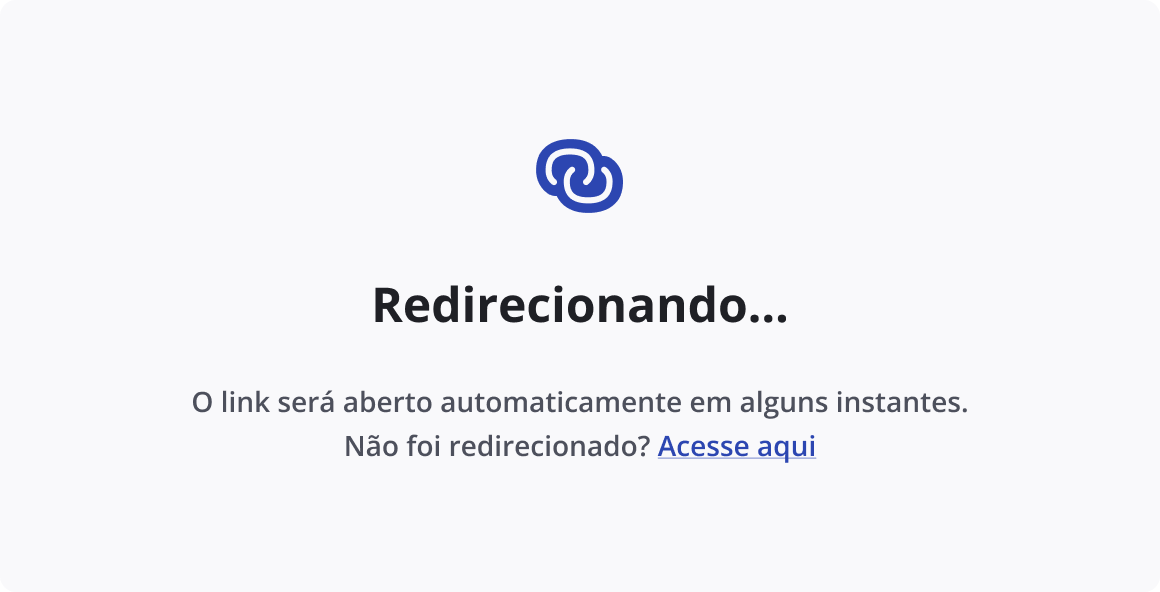 Redirecionando...
O link será aberto automaticamente em alguns instantes.
Não foi redirecionado? Acesse aqui